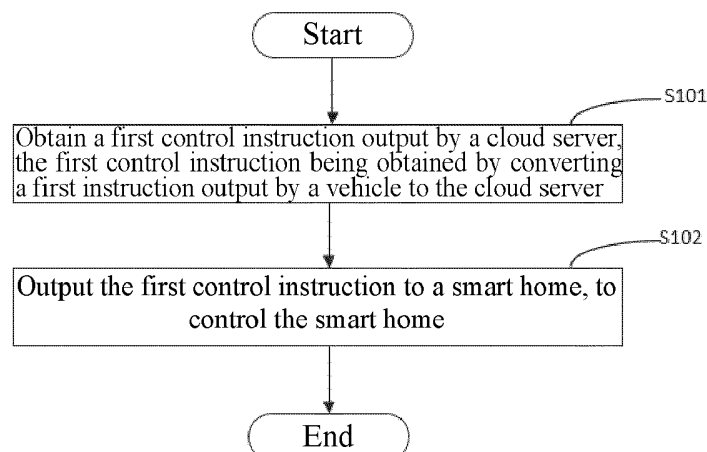 Start
S101
Obtain a first control instruction output by a cloud server,
the first control instruction being obtained by converting
a first instruction output by a vehicle to the cloud server
S102
Output the first control instruction to a smart home, to
control the smart home
End